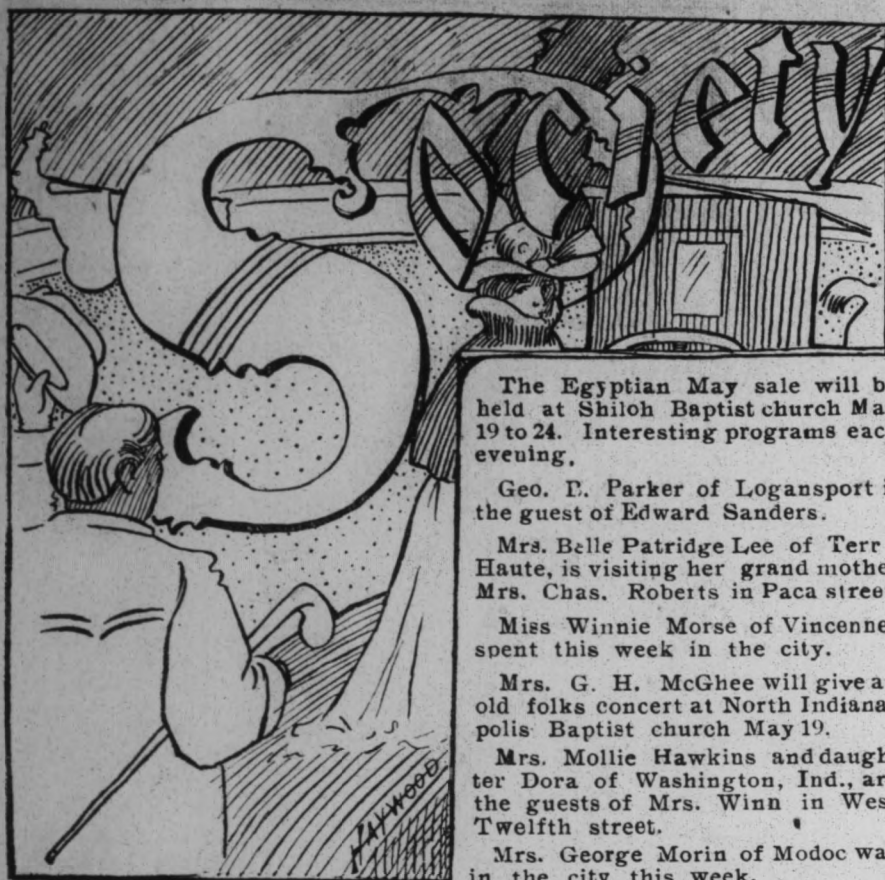 Society
The Egyptian May sale will b
held at Shiloh Baptist church Ma
19 to 24. Interesting programs eac
evening,
Geo. D. Parker of Logansport i
the guest of Edward Sanders.
Mrs. Belle Patridge Lee of Terr
Haute, is visiting her grand mothe
Mrs. Chas. Roberts in Paca stree
Miss Winnie Morse of Vincenne
spent this week in the city.
Mrs. G. H. McGhee will give a
old folks concert at North Indiana
polis Baptist church May 19.
Mrs. Mollie Hawkins and daugh
ter Dora of Washington, Ind., ar
the guests of Mrs. Winn in Wes
Twelfth street.
Mrs. George Morin of Modoc wa
in the city this week.
HAYWOOD